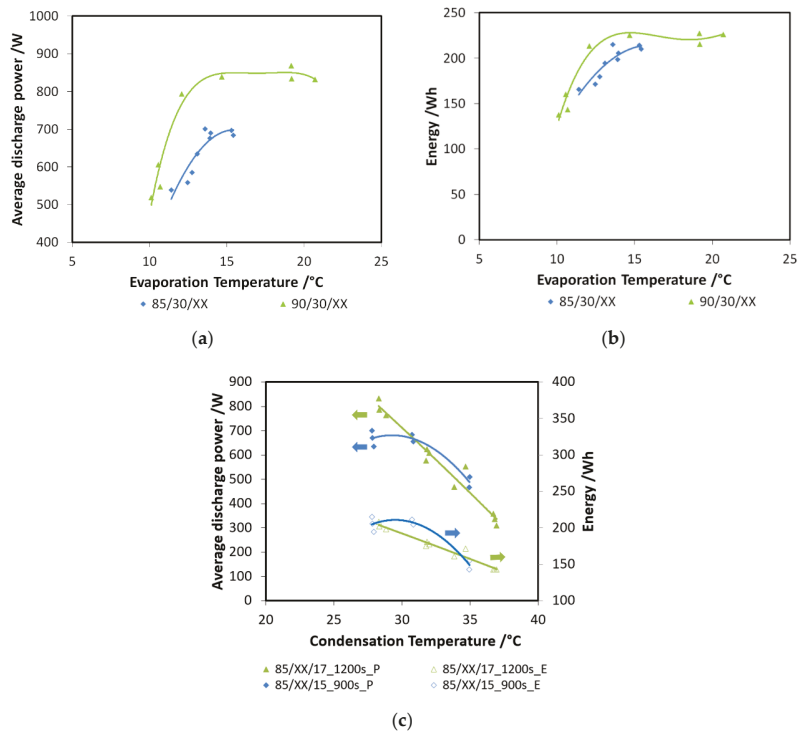 1000
900
800
700
600
500
400
Average discharge power /W
5
10
15
20
25
Evaporation Temperature /°C
85/30/XX
90/30/XX
(a)
250
200
150
100
50
0
Energy /Wh
5
10
15
20
25
Evaporation Temperature /°C
85/30/XX
90/30/XX
(b)
900
800
700
600
500
400
300
200
100
0
Average discharge power /W
400
350
300
250
200
150
100
Energy /Wh
20
25
30
35
40
Condensation Temperature /°C
85/XX/17_1200s_P
85/XX/17_1200s_E
85/XX/15_900s_P
85/XX/15_900s_E
(c)